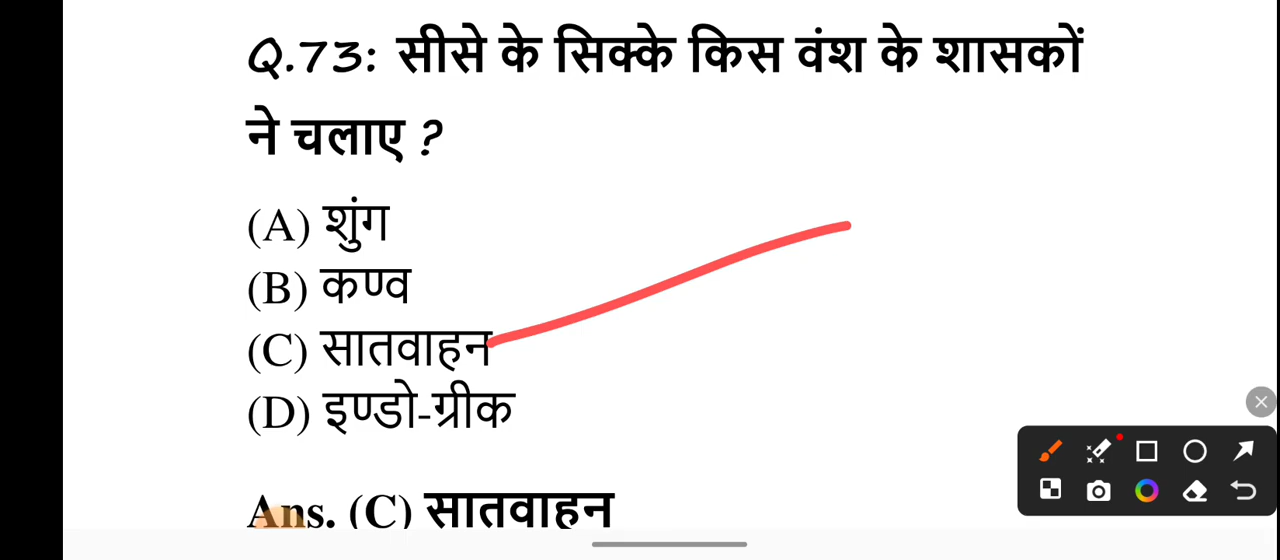 Q.73: सीसे के सिक्के किस वंश के शासकों
ने चलाए ?
(A) शुंग
(B) कण्व
(C) सातवाहन
(D) इण्डो-ग्रीक
Ans. (C) सातवाहन